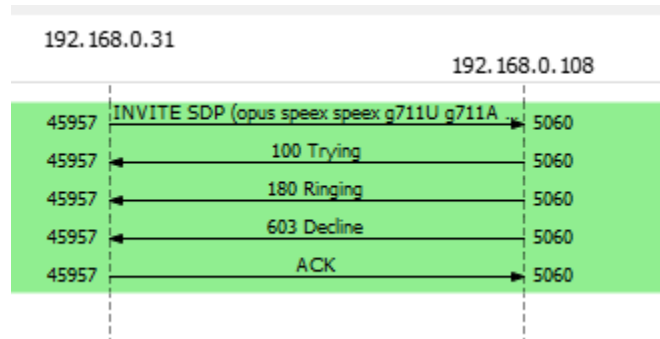 192.168.0.31
192.168.0.108
45957 INVITE SDP (opus speex speex g711U g711A ... 5060
45957 100 Trying 5060
45957 180 Ringing 5060
45957 603 Decline 5060
45957 ACK 5060